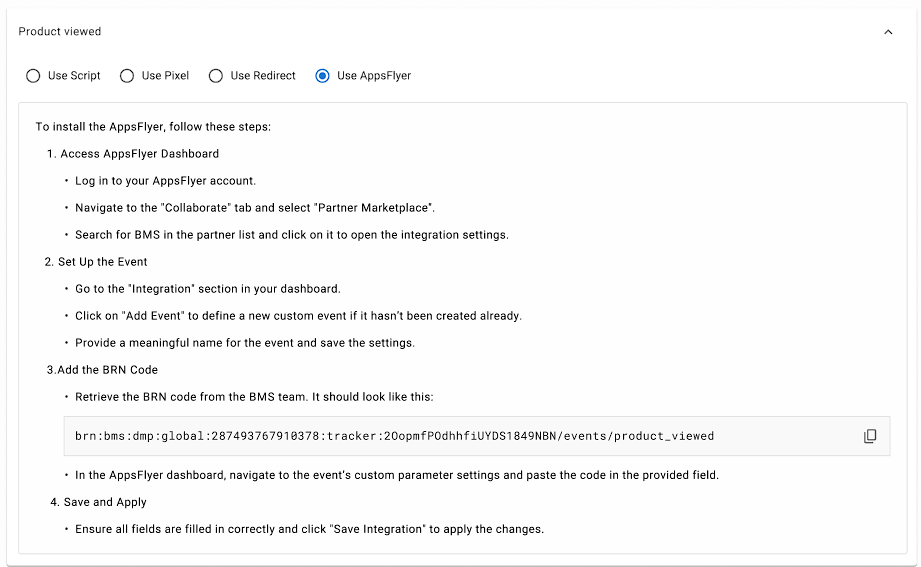 Product viewed
Use Script Use Pixel Use Redirect Use AppsFlyer
To install the AppsFlyer, follow these steps:
1. Access AppsFlyer Dashboard
• Log in to your AppsFlyer account.
• Navigate to the "Collaborate" tab and select "Partner Marketplace".
• Search for BMS in the partner list and click on it to open the integration settings.
2. Set Up the Event
• Go to the "Integration" section in your dashboard.
• Click on "Add Event" to define a new custom event if it hasn’t been created already.
• Provide a meaningful name for the event and save the settings.
3.Add the BRN Code
• Retrieve the BRN code from the BMS team. It should look like this:
brn:bms:dmp:global:287493767910378:tracker:2OopmfPOdhhfiUYDS1849NBN/events/product_viewed
• In the AppsFlyer dashboard, navigate to the event’s custom parameter settings and paste the code in the provided field.
4. Save and Apply
• Ensure all fields are filled in correctly and click "Save Integration" to apply the changes.